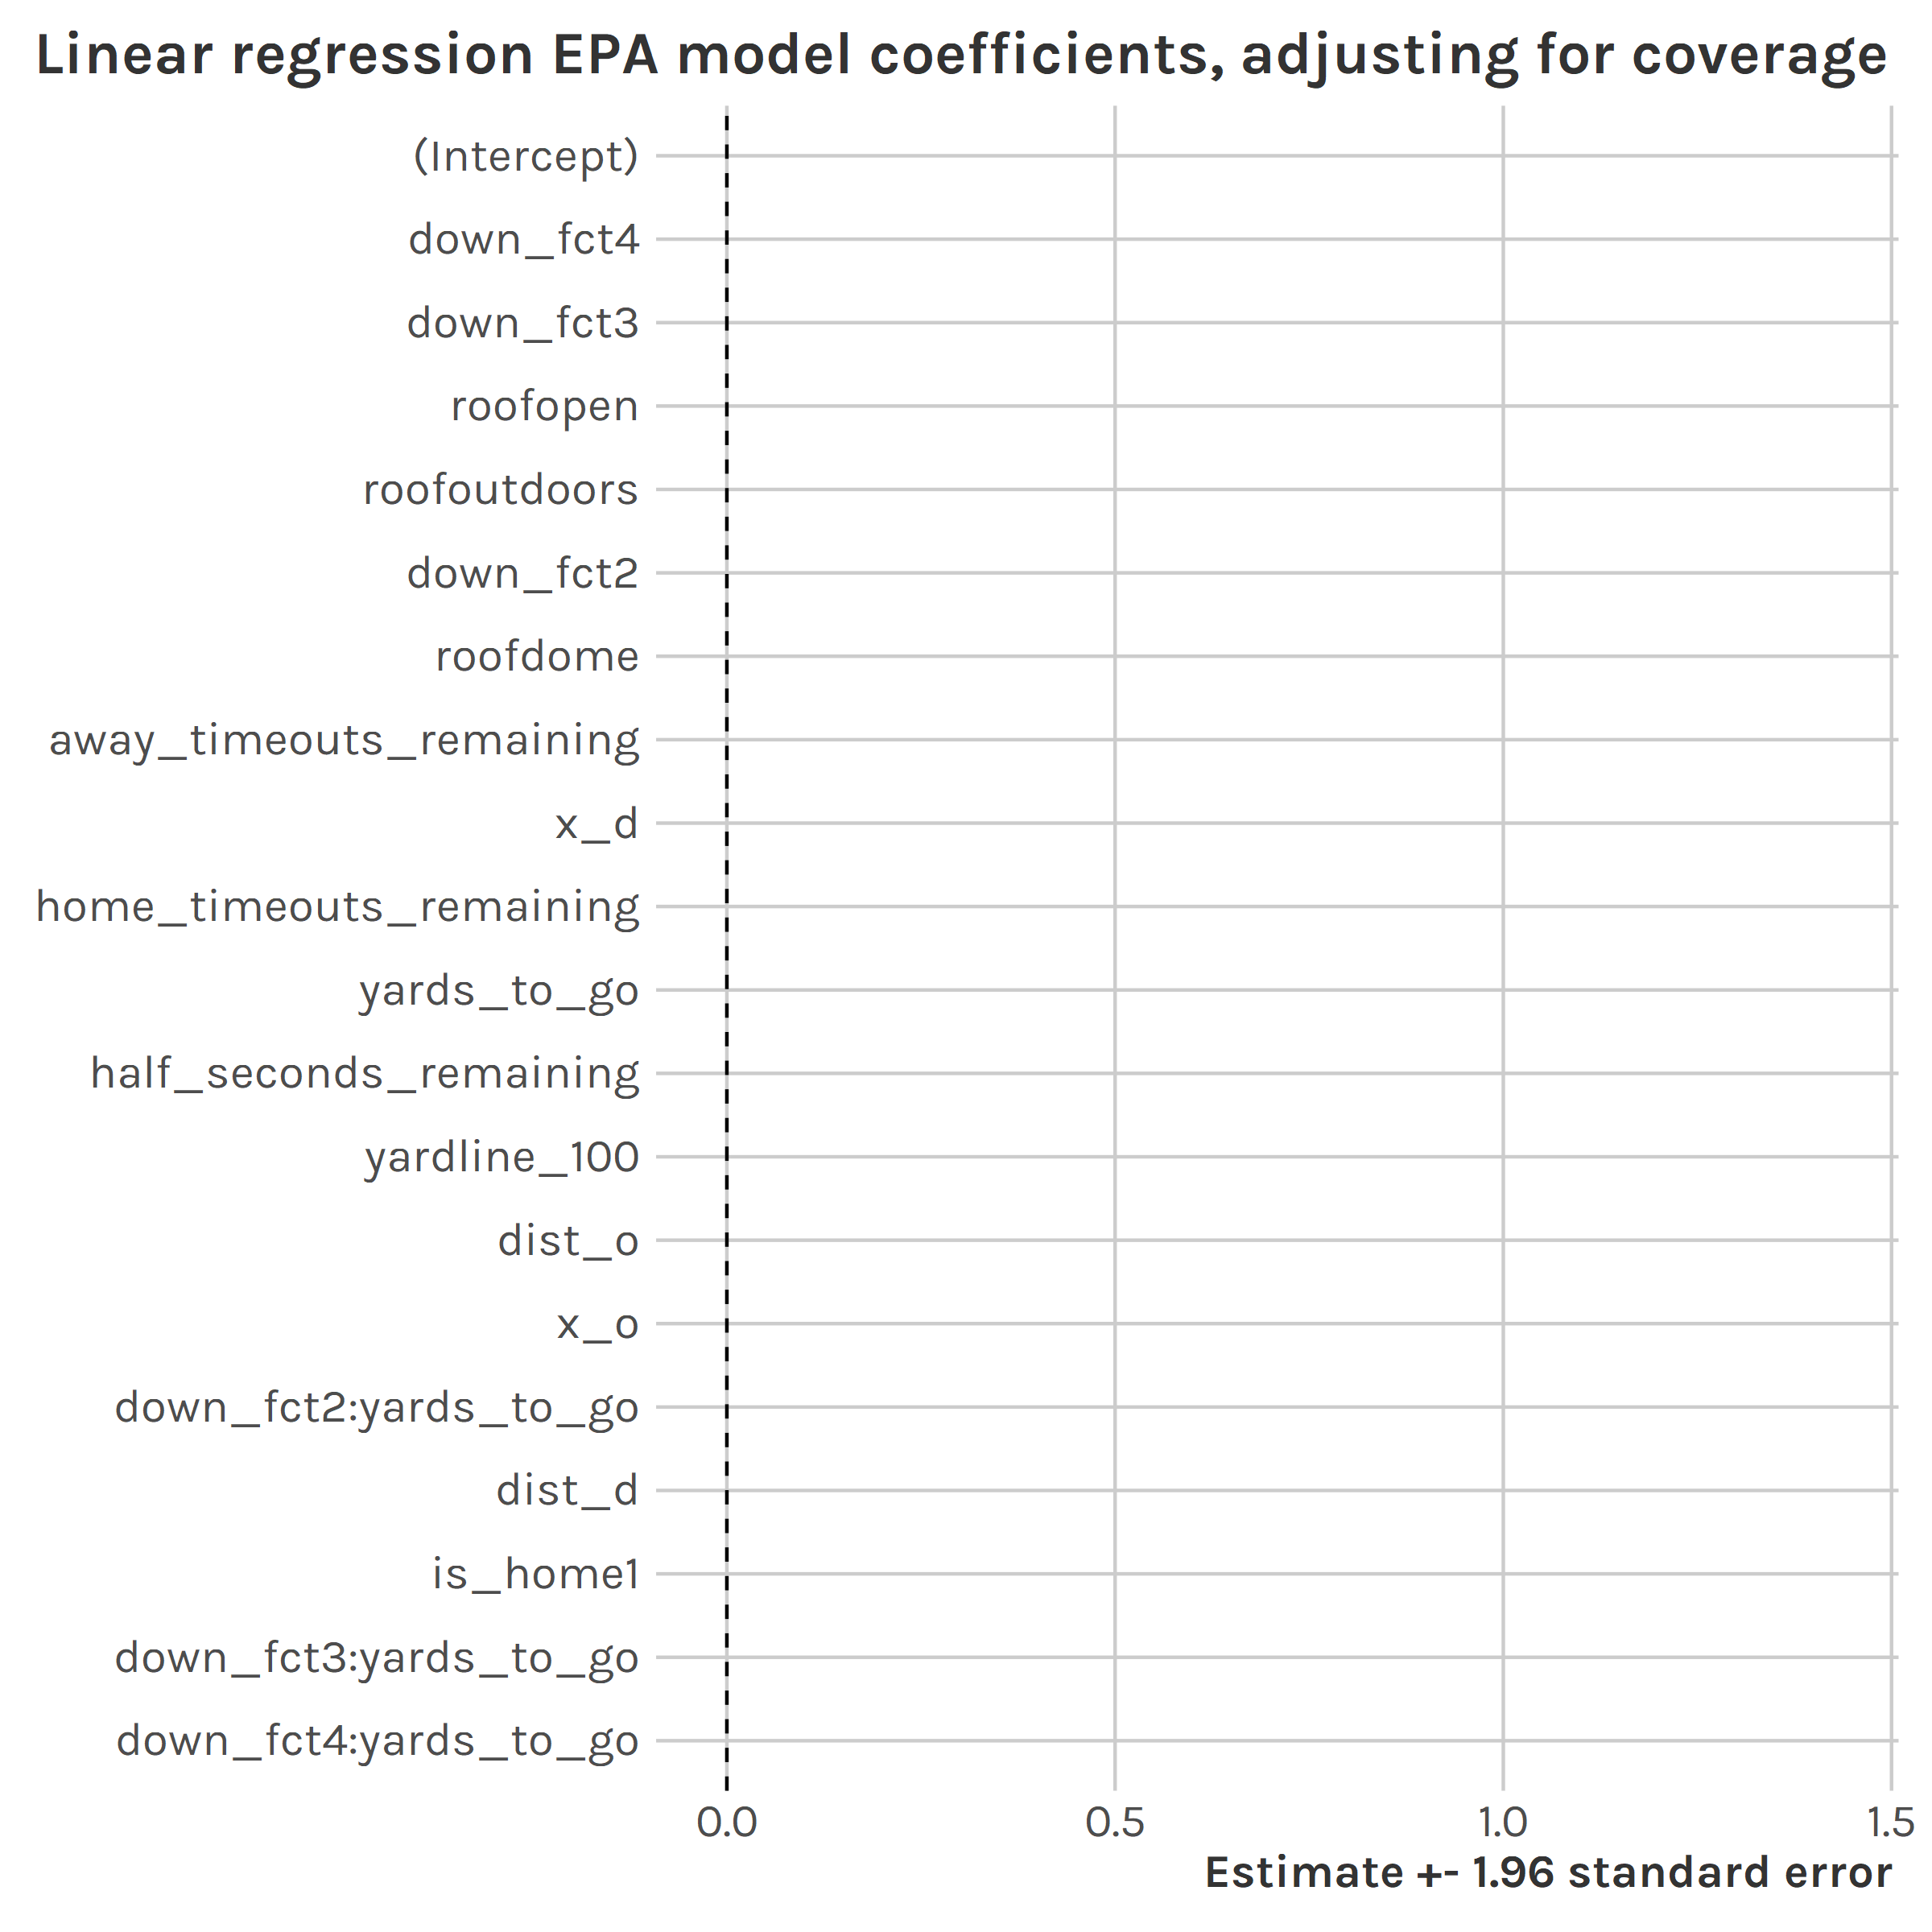 Linear regression EPA model coefficients, adjusting for coverage
(Intercept)
down_fct4
down_fct3
roofopen
roofoutdoors
down_fct2
roofdome
away_timeouts_remaining
x_d
home_timeouts_remaining
yards_to_go
half_seconds_remaining
yardline_100
dist_o
x_o
down_fct2:yards_to_go
dist_d
is_home1
down_fct3:yards_to_go
down_fct4:yards_to_go
0.0 0.5 1.0 1.5
Estimate +- 1.96 standard error